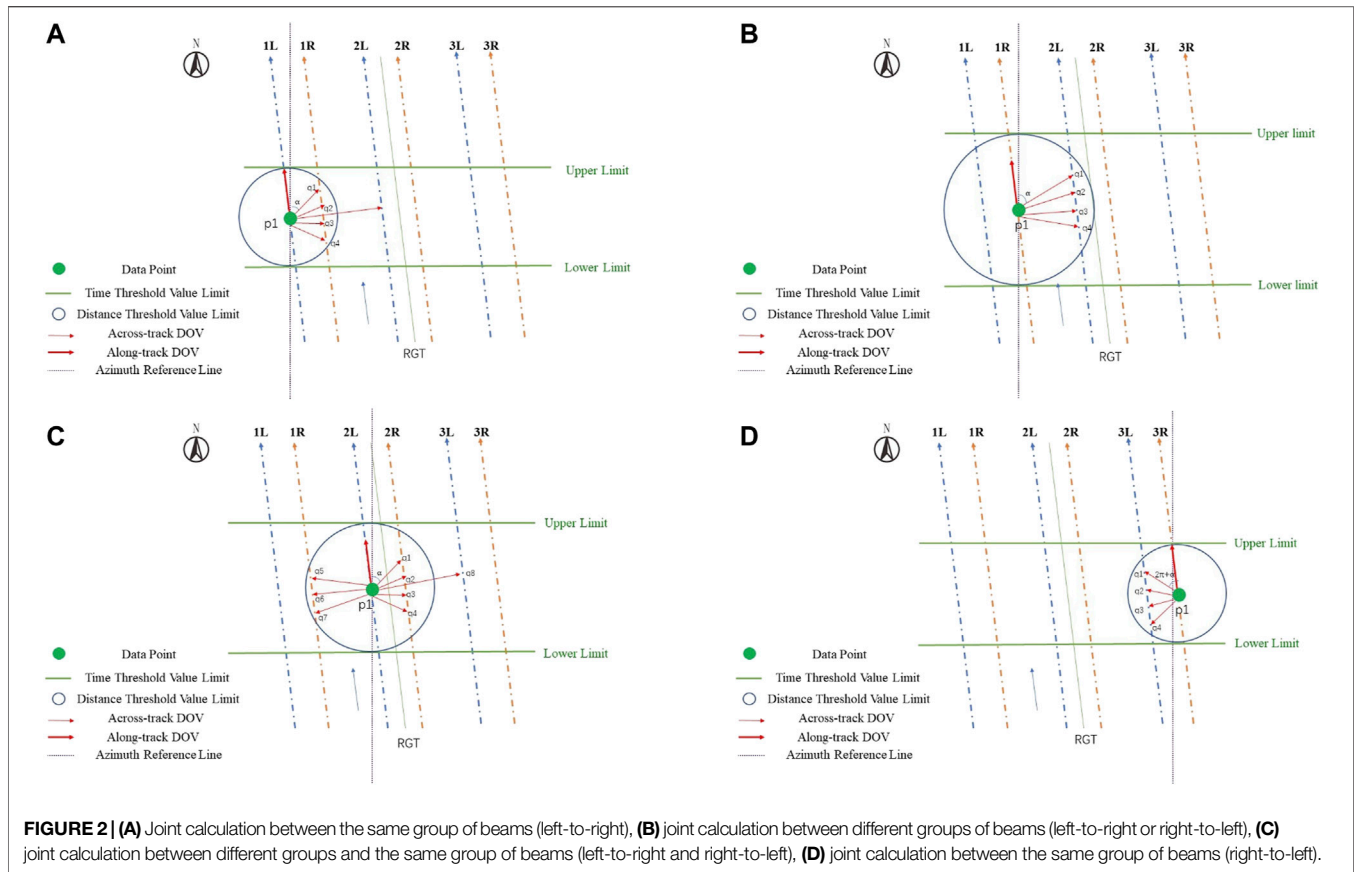 A
N
1L 1R 2L 2R 3L 3R
Upper Limit
q1
α
q2
q3
p1
q4
Lower Limit
Data Point
Time Threshold Value Limit
Distance Threshold Value Limit
Across-track DOV
Along-track DOV
Azimuth Reference Line
RGT
B
N
1L 1R 2L 2R 3L 3R
Upper limit
q1
α
q2
q3
p1
q4
Lower limit
Data Point
Time Threshold Value Limit
Distance Threshold Value Limit
Across-track DOV
Along-track DOV
Azimuth Reference Line
RGT
C
N
1L 1R 2L 2R 3L 3R
Upper Limit
q1
q5 α q2 q8
q6 q3
p1
q7 q4
Lower Limit
Data Point
Time Threshold Value Limit
Distance Threshold Value Limit
Across-track DOV
Along-track DOV
Azimuth Reference Line
RGT
D
N
1L 1R 2L 2R 3L 3R
Upper Limit
q1 2π+α
q2
q3 p1
q4
Lower Limit
Data Point
Time Threshold Value Limit
Distance Threshold Value Limit
Across-track DOV
Along-track DOV
Azimuth Reference Line
RGT
FIGURE 2 | (A) Joint calculation between the same group of beams (left-to-right), (B) joint calculation between different groups of beams (left-to-right or right-to-left), (C)
joint calculation between different groups and the same group of beams (left-to-right and right-to-left), (D) joint calculation between the same group of beams (right-to-left).